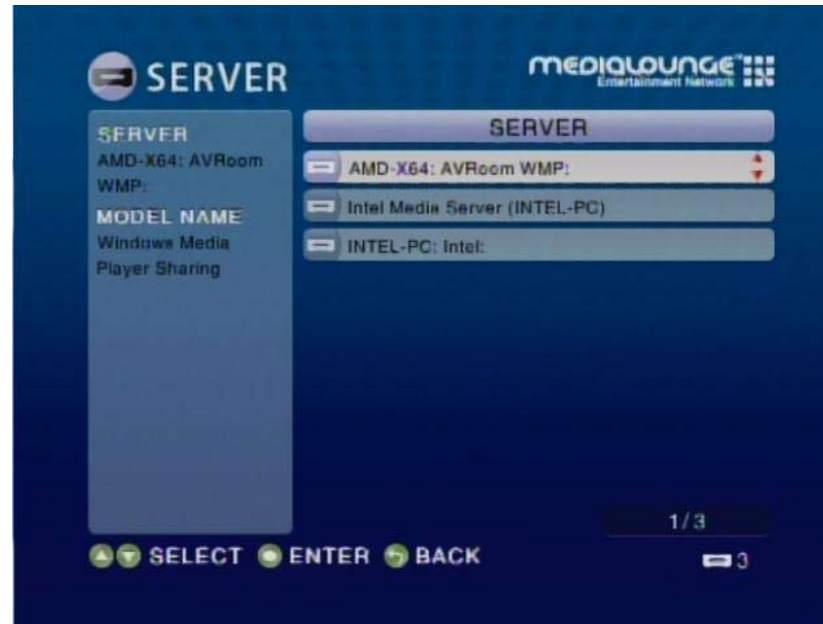 SERVER
MEDIALOUNGE™
Entertainment Network
SERVER
AMD-X64: AVRoom
WMP:
MODEL NAME
Windows Media
Player Sharing
SERVER
AMD-X64: AVRoom WMP:
Intel Media Server (INTEL-PC)
INTEL-PC: Intel:
1/3
SELECT ENTER BACK
3